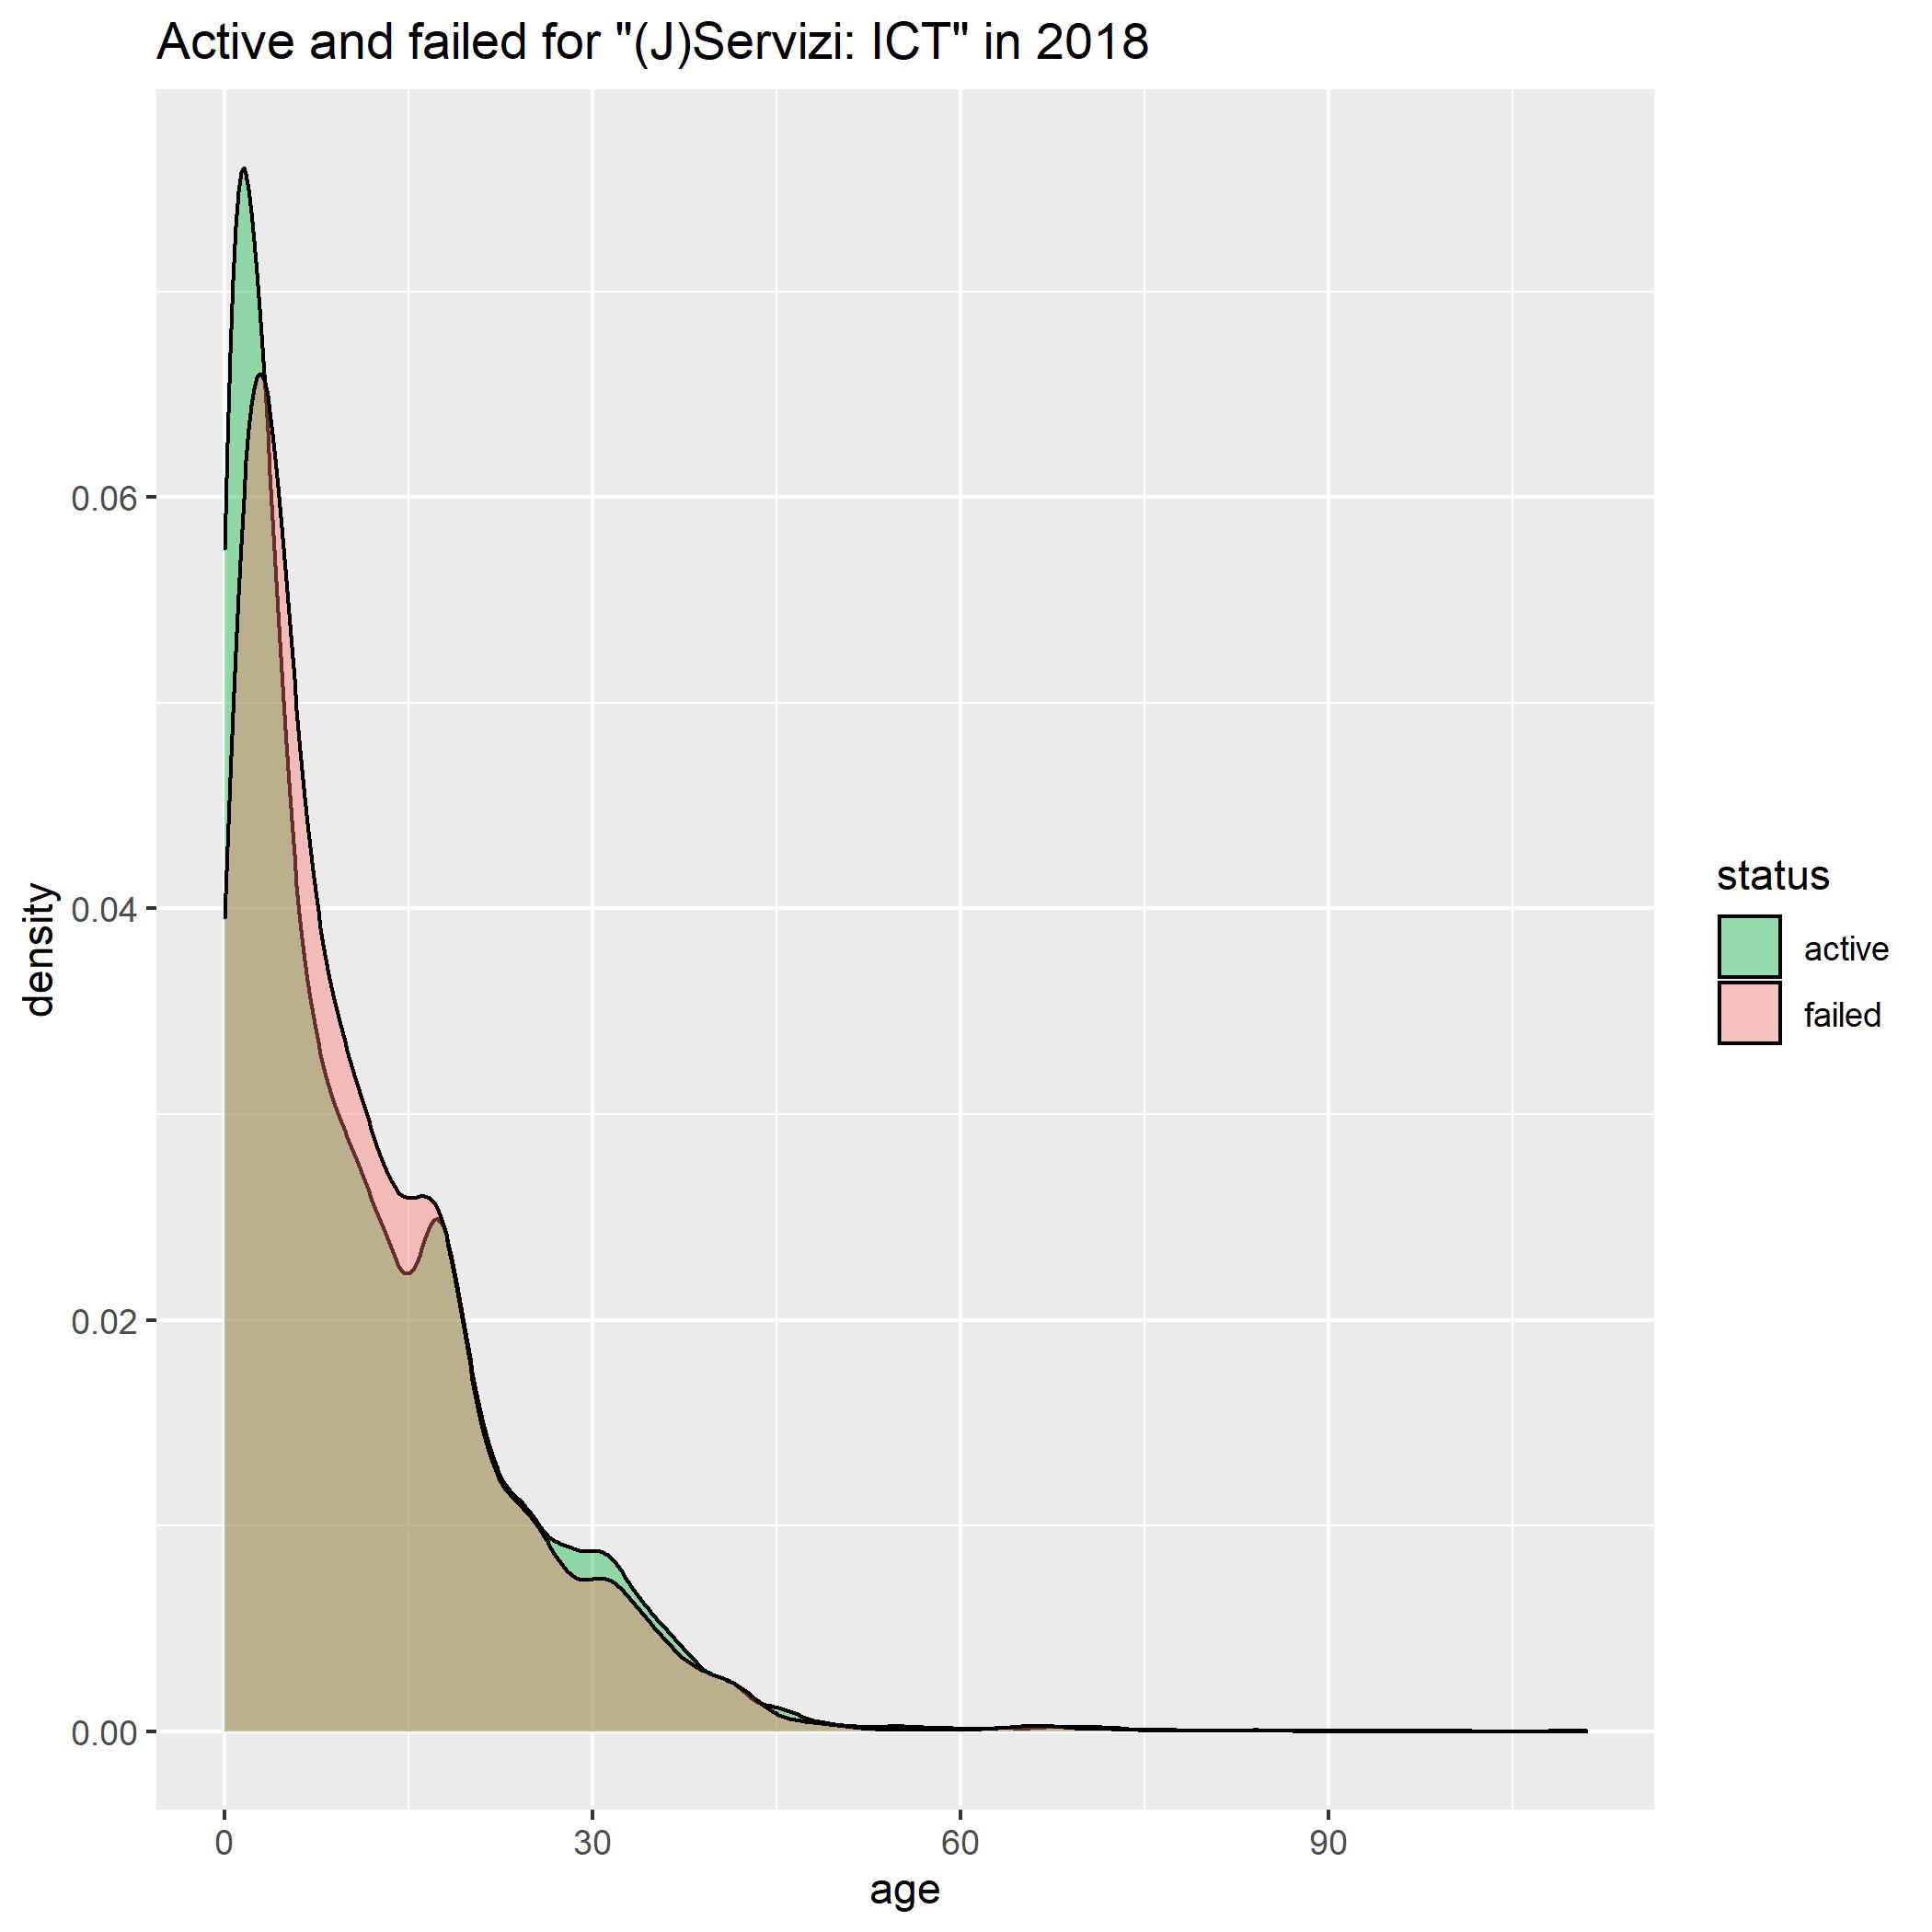 Active and failed for "(J)Servizi: ICT" in 2018
density
0.06
0.04
0.02
0.00
0
30
60
90
age
status
active
failed